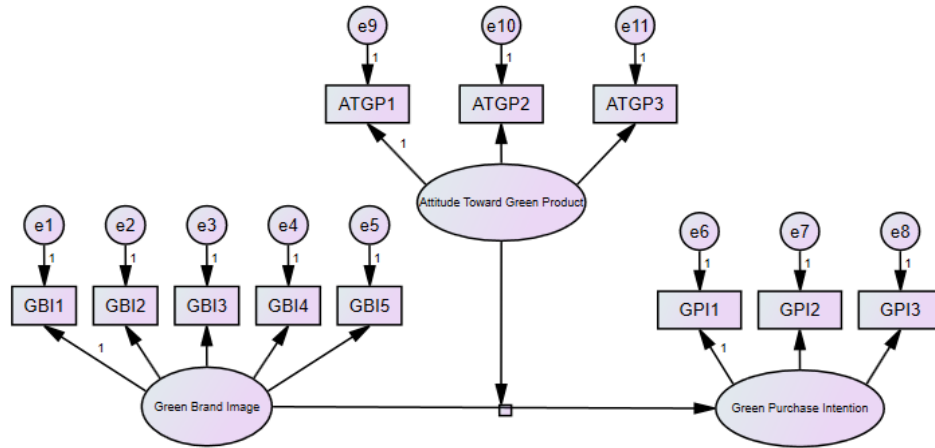 e9 e10 e11
1 1 1
ATGP1 ATGP2 ATGP3
1
Attitude Toward Green Product
e1 e2 e3 e4 e5 e6 e7 e8
1 1 1 1 1 1 1 1
GBI1 GBI2 GBI3 GBI4 GBI5 GPI1 GPI2 GPI3
1 1
Green Brand Image Green Purchase Intention